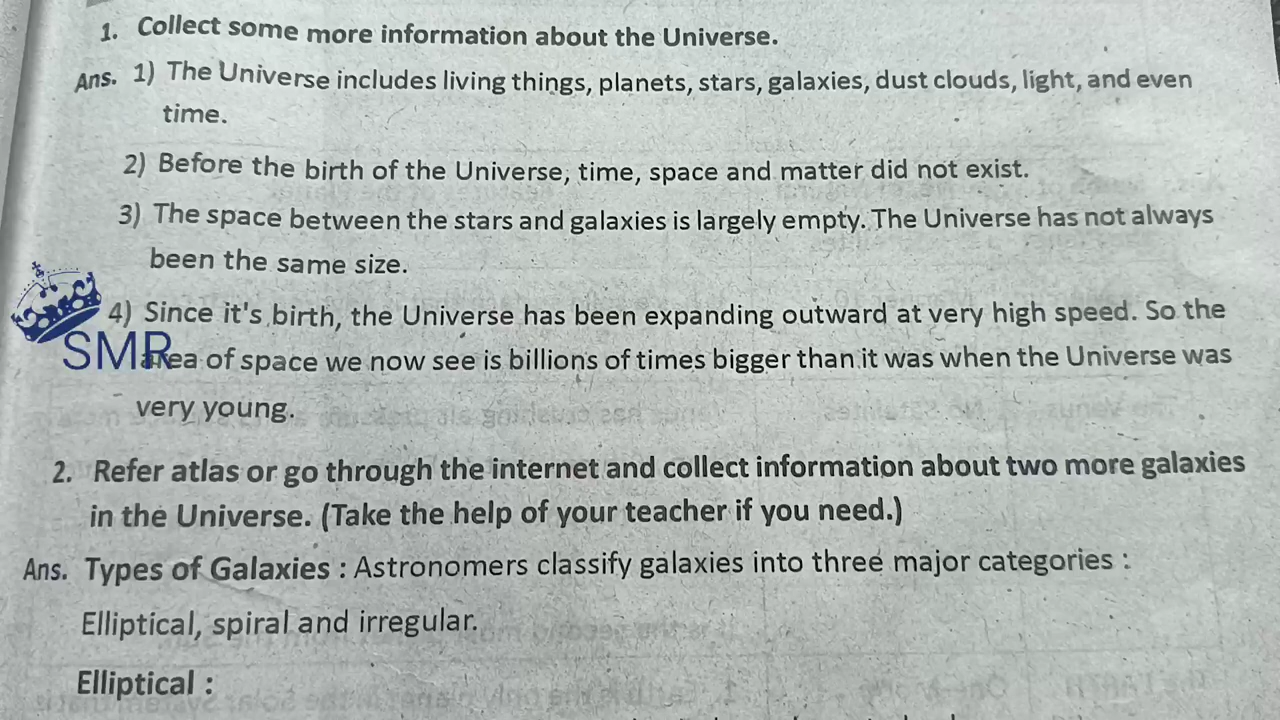 1. Collect some more information about the Universe.
Ans. 1) The Universe includes living things, planets, stars, galaxies, dust clouds, light, and even
time.
2) Before the birth of the Universe, time, space and matter did not exist.
3) The space between the stars and galaxies is largely empty. The Universe has not always
been the same size.
4) Since it's birth, the Universe has been expanding outward at very high speed. So the
SMR
area of space we now see is billions of times bigger than it was when the Universe was
very young.
2. Refer atlas or go through the internet and collect information about two more galaxies
in the Universe. (Take the help of your teacher if you need.)
Ans. Types of Galaxies : Astronomers classify galaxies into three major categories :
Elliptical, spiral and irregular.
Elliptical :